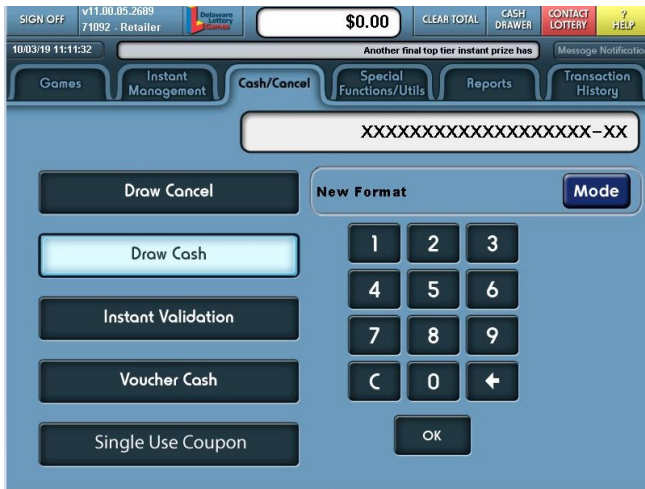 SIGN OFF
v11.00.05.2689
71092 - Retailer
Delaware
Lottery
Games
$0.00
CLEAR TOTAL
CASH
DRAWER
CONTACT
LOTTERY
?
HELP
10/03/19 11:11:32
Another final top tier instant prize has
Message Notificatio
Games
Instant
Management
Cash/Cancel
Special
Functions/Utils
Reports
Transaction
History
XXXXXXXXXXXXXXXXXXX-XX
Draw Cancel
New Format
Mode
Draw Cash
1 2 3
4 5 6
Instant Validation
7 8 9
Voucher Cash
C 0
Single Use Coupon
OK